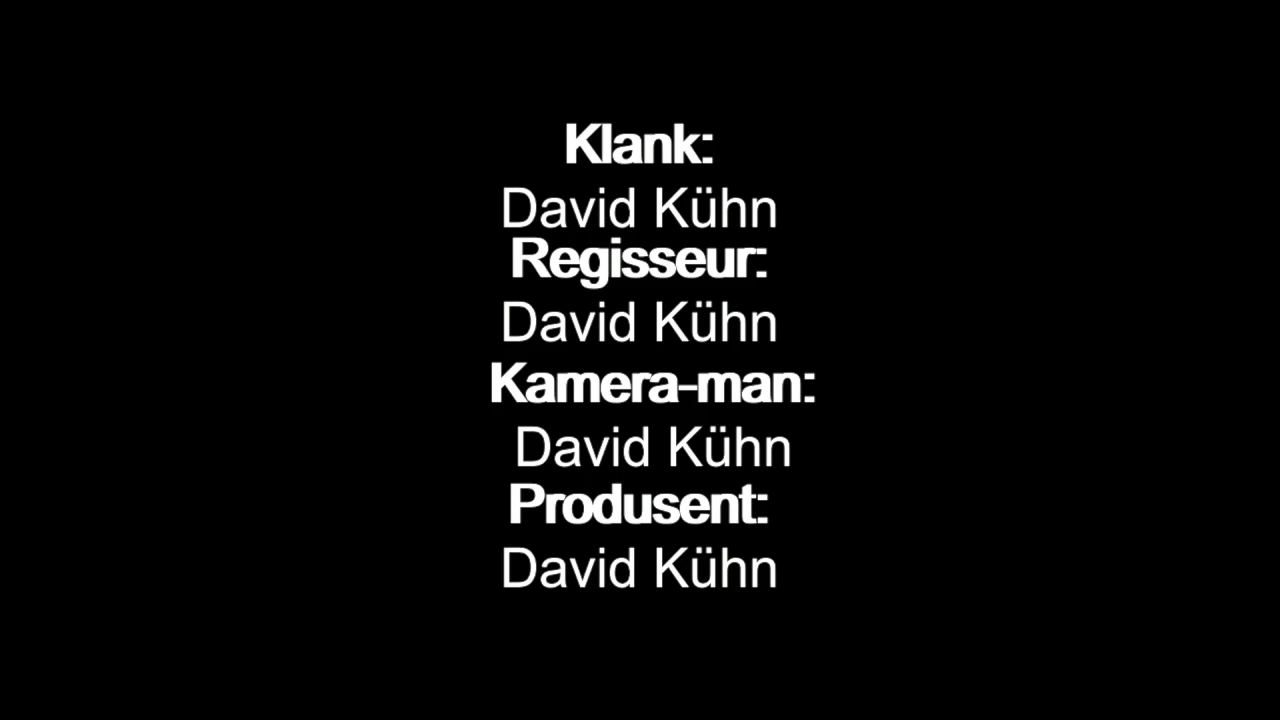 Klank:
David Kühn
Regisseur:
David Kühn
Kamera-man:
David Kühn
Produsent:
David Kühn